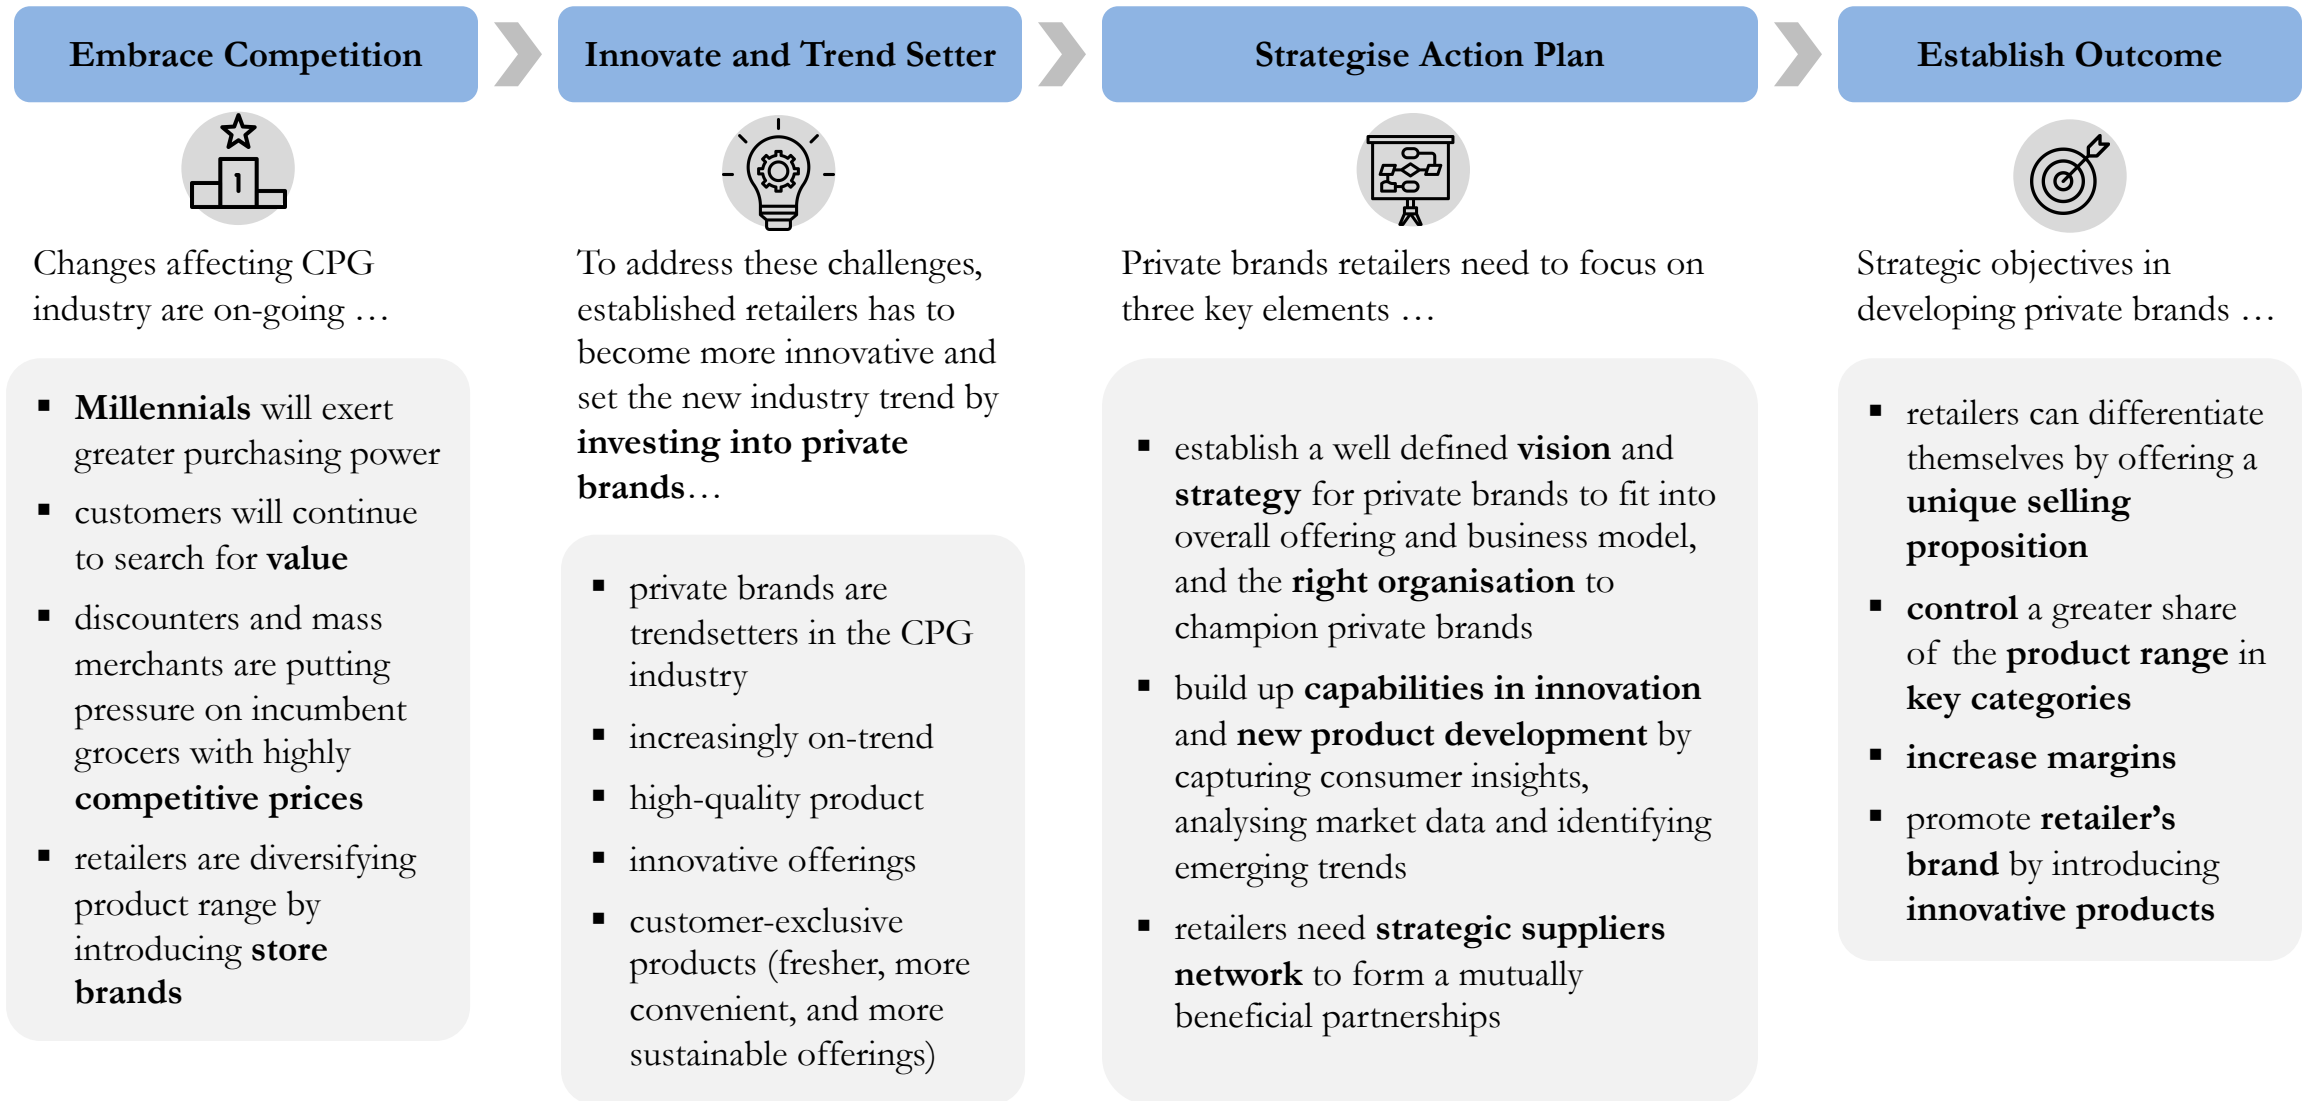 Embrace Competition
Innovate and Trend Setter
Strategise Action Plan
Establish Outcome
1
Changes affecting CPG
industry are on-going …
▪ Millennials will exert
greater purchasing power
▪ customers will continue
to search for value
▪ discounters and mass
merchants are putting
pressure on incumbent
grocers with highly
competitive prices
▪ retailers are diversifying
product range by
introducing store
brands
To address these challenges,
established retailers has to
become more innovative and
set the new industry trend by
investing into private
brands…
▪ private brands are
trendsetters in the CPG
industry
▪ increasingly on-trend
▪ high-quality product
▪ innovative offerings
▪ customer-exclusive
products (fresher, more
convenient, and more
sustainable offerings)
Private brands retailers need to focus on
three key elements …
▪ establish a well defined vision and
strategy for private brands to fit into
overall offering and business model,
and the right organisation to
champion private brands
▪ build up capabilities in innovation
and new product development by
capturing consumer insights,
analysing market data and identifying
emerging trends
▪ retailers need strategic suppliers
network to form a mutually
beneficial partnerships
Strategic objectives in
developing private brands …
▪ retailers can differentiate
themselves by offering a
unique selling
proposition
▪ control a greater share
of the product range in
key categories
▪ increase margins
▪ promote retailer’s
brand by introducing
innovative products